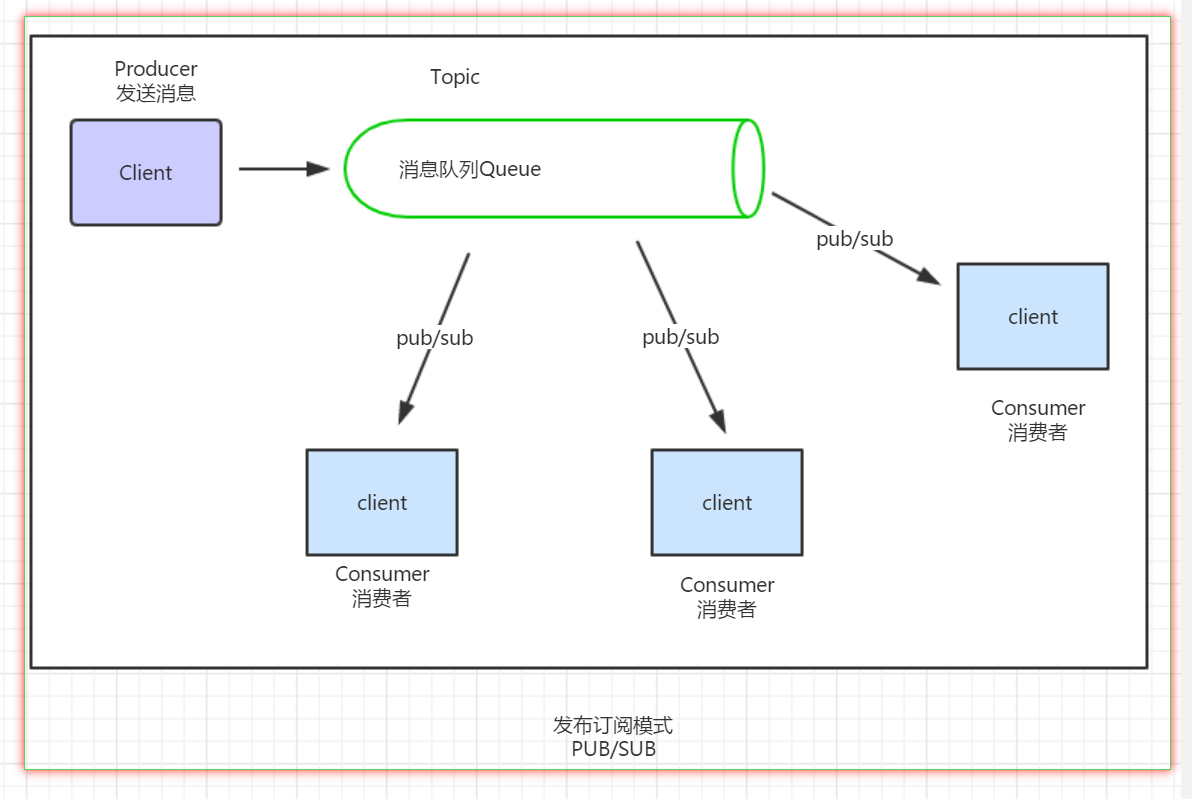 Producer
发送消息
Topic
Client
消息队列Queue
pub/sub
pub/sub
pub/sub
client
Consumer
消费者
client
client
Consumer
消费者
Consumer
消费者
发布订阅模式
PUB/SUB